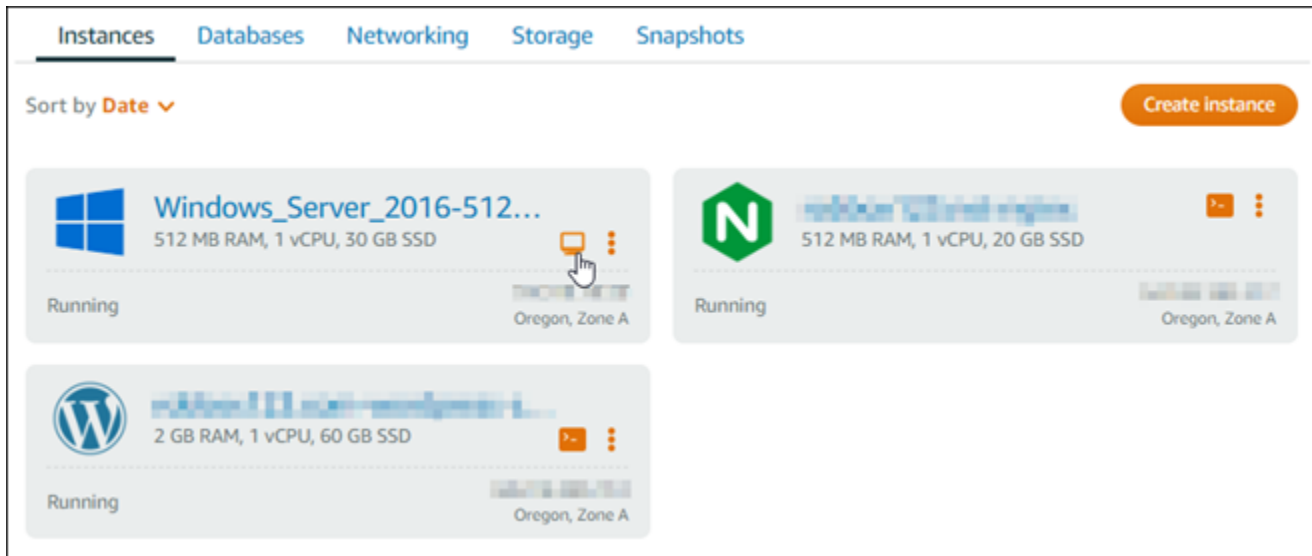 Instances Databases Networking Storage Snapshots
Sort by Date
Create instance
Windows_Server_2016-512...
512 MB RAM, 1 vCPU, 30 GB SSD
Running
Oregon, Zone A
N
512 MB RAM, 1 vCPU, 20 GB SSD
Running
Oregon, Zone A
W
2 GB RAM, 1 vCPU, 60 GB SSD
Running
Oregon, Zone A